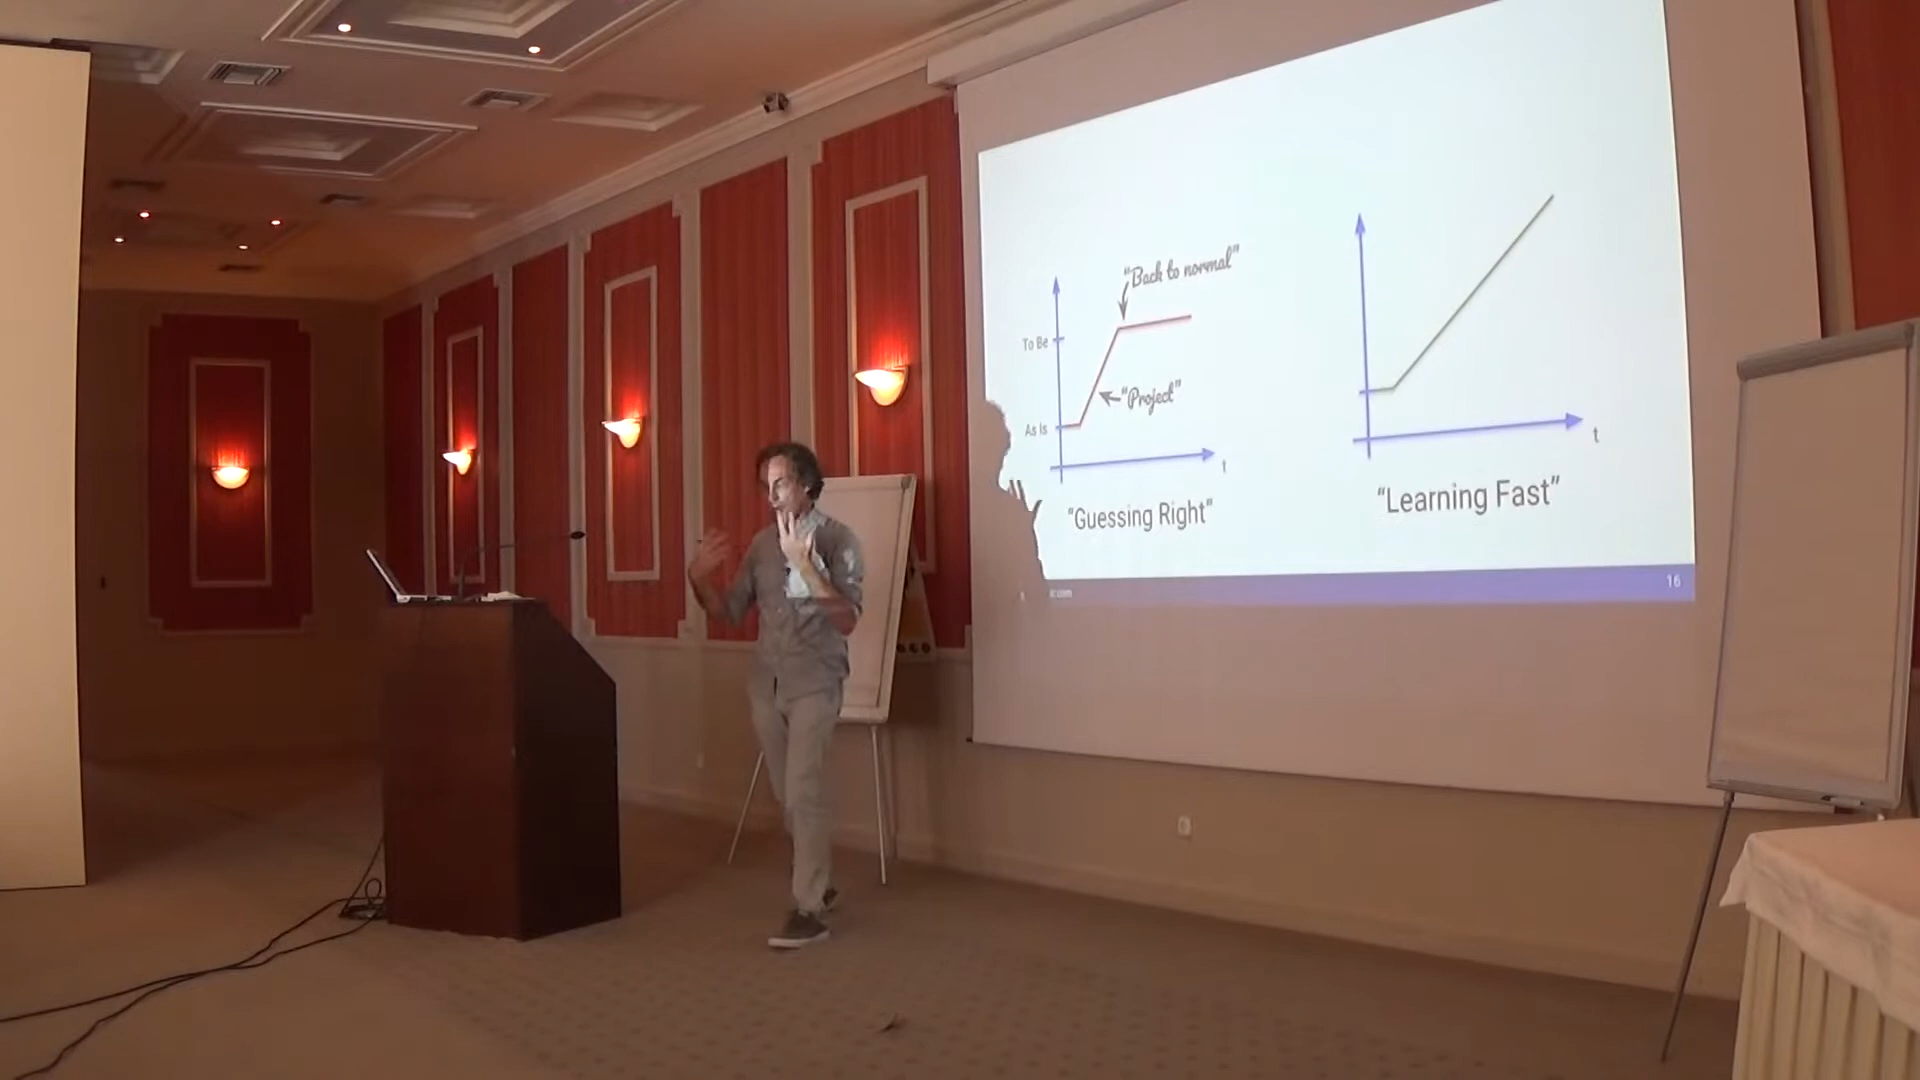 “Back to normal”
To Be
“Project”
As Is
t
“Guessing Right”
t
“Learning Fast”
16